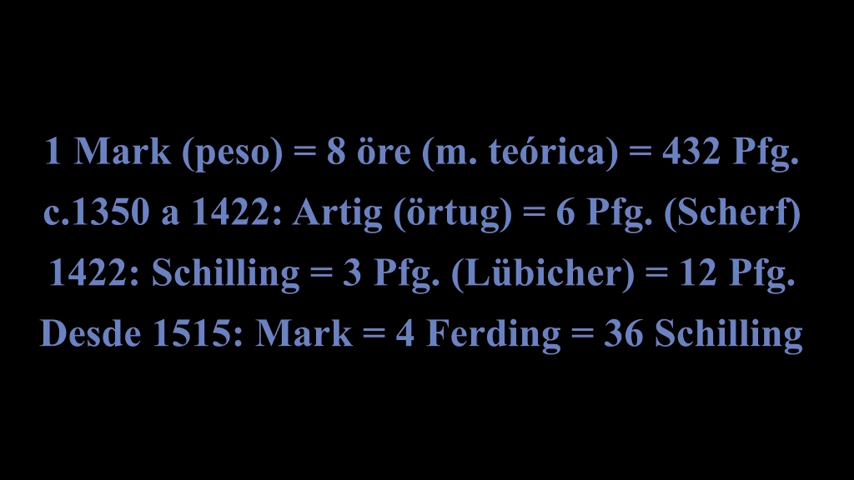 1 Mark (peso) = 8 öre (m. teórica) = 432 Pfg.
c.1350 a 1422: Artig (örtug) = 6 Pfg. (Scherf)
1422: Schilling = 3 Pfg. (Lübicher) = 12 Pfg.
Desde 1515: Mark = 4 Ferding = 36 Schilling